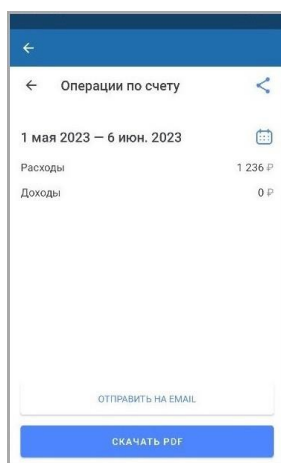 Операции по счету
1 мая 2023 — 6 июн. 2023
Расходы 1 236 ₽
Доходы 0 ₽
ОТПРАВИТЬ НА EMAIL
СКАЧАТЬ PDF